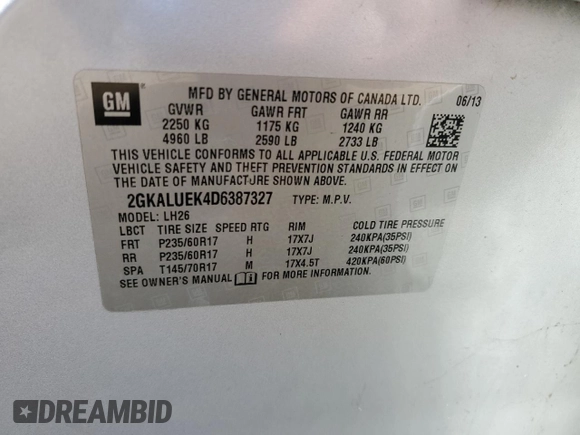 GM
MFD BY GENERAL MOTORS OF CANADA LTD. 06/13
GVWR GAWR FRT GAWR RR
2250 KG 1175 KG 1240 KG
4960 LB 2590 LB 2733 LB
THIS VEHICLE CONFORMS TO ALL APPLICABLE U.S. FEDERAL MOTOR
VEHICLE SAFETY AND THEFT PREVENTION STANDARDS IN EFFECT ON
THE DATE OF MANUFACTURE SHOWN ABOVE.
2GKALUEK4D6387327 TYPE: M.P.V.
MODEL: LH26
LBCT TIRE SIZE SPEED RTG RIM COLD TIRE PRESSURE
FRT P235/60R17 H 17X7J 240KPA(35PSI)
RR P235/60R17 H 17X7J 240KPA(35PSI)
SPA T145/70R17 M 17X4.5T 420KPA(60PSI)
SEE OWNER'S MANUAL FOR MORE INFORMATION
DREAMBID